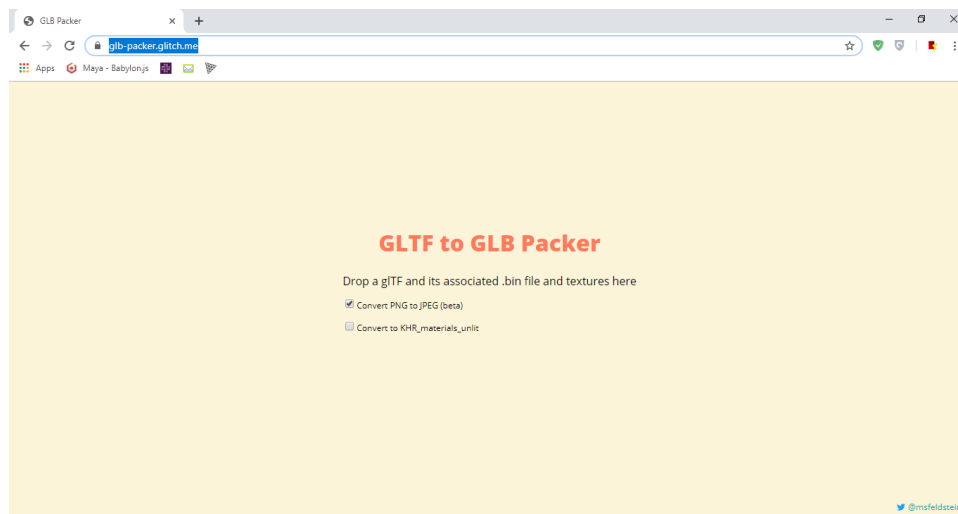 GLB Packer
glb-packer.glitch.me
Apps
Maya - Babylon.js
GLTF to GLB Packer
Drop a glTF and its associated .bin file and textures here
Convert PNG to JPEG (beta)
Convert to KHR_materials_unlit
@msfeldstein